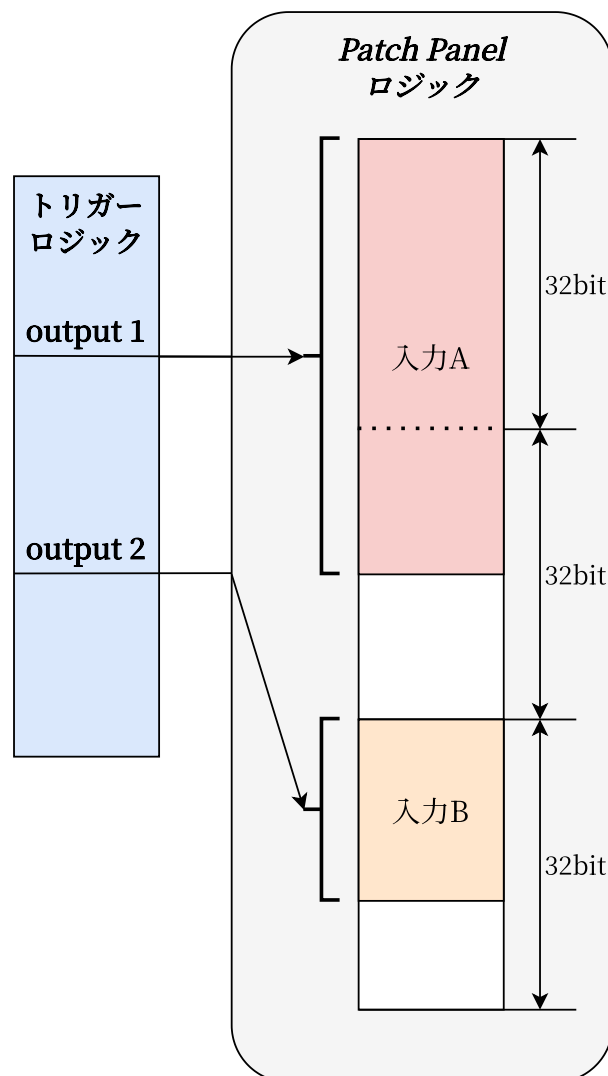 Patch Panel
ロジック
トリガー
ロジック
32bit
output 1
入力A
output 2
32bit
入力B
32bit